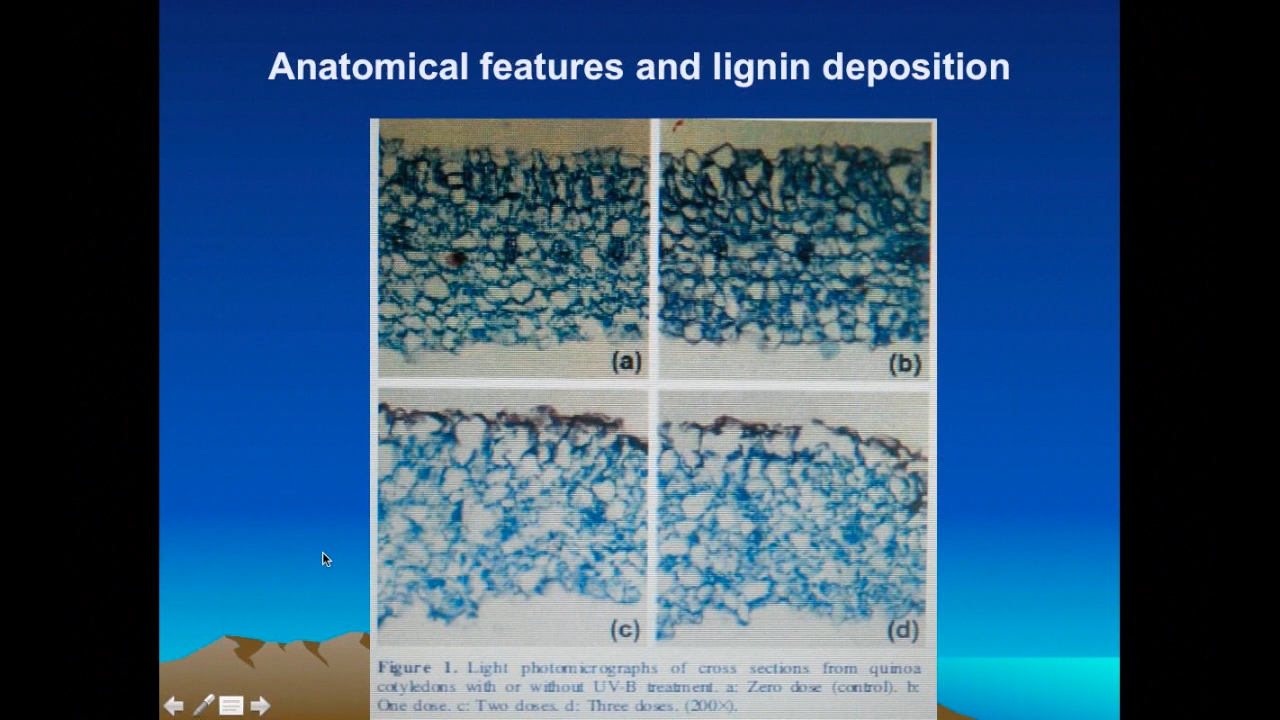 Anatomical features and lignin deposition
(a)
(b)
(c)
(d)
Figure 1. Light photomicrographs of cross sections from quinoa
cotyledons with or without UV-B treatment. a: Zero dose (control). b:
One dose. c: Two doses. d: Three doses. (200×).